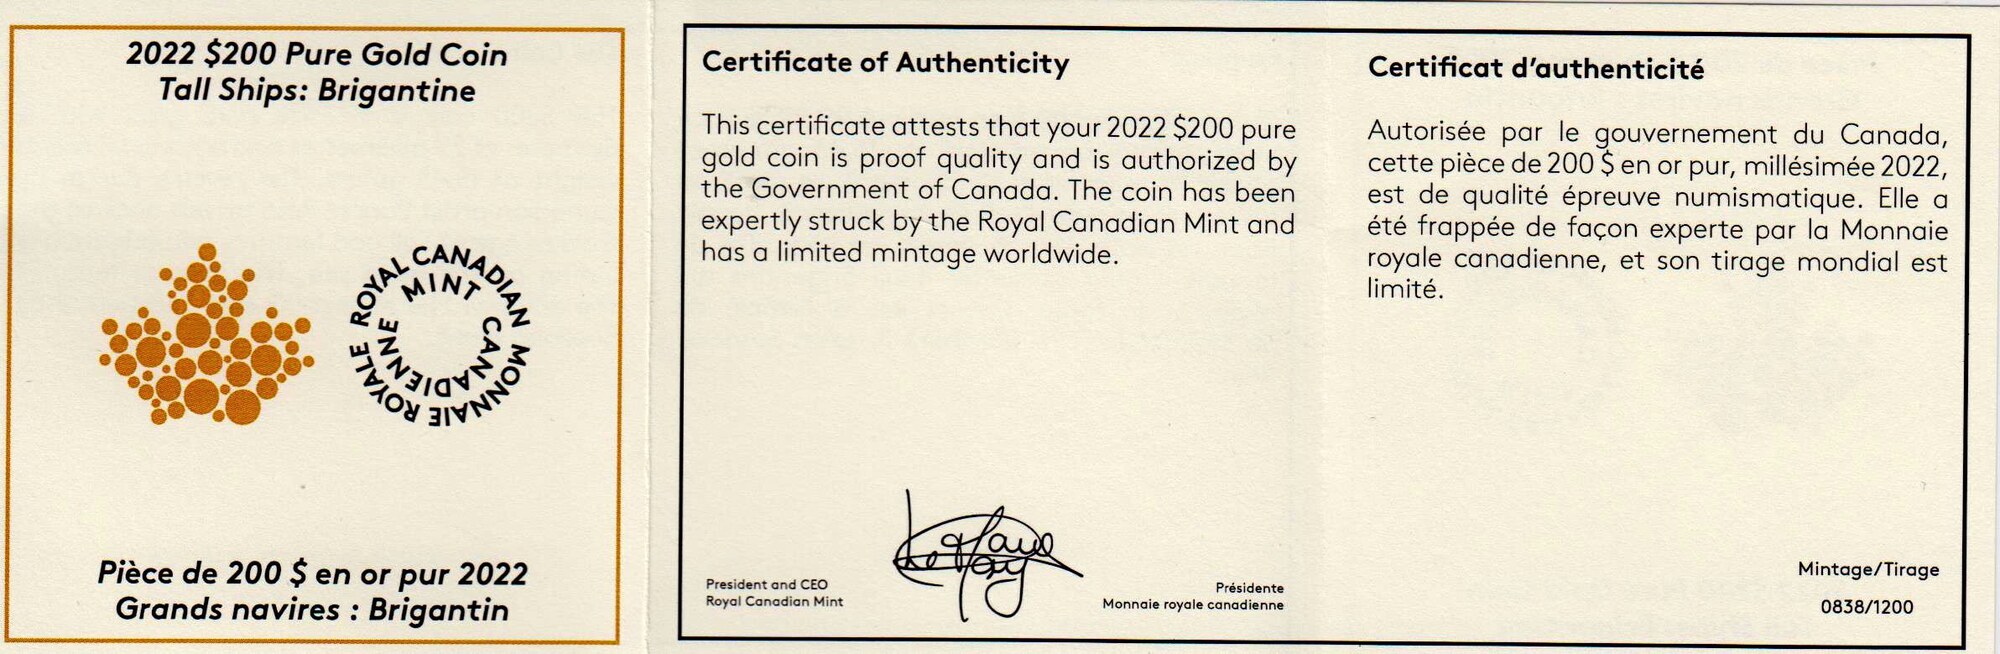 2022 $200 Pure Gold Coin
Tall Ships: Brigantine
ROYAL CANADIAN MINT
MONNAIE ROYALE CANADIENNE
Pièce de 200 $ en or pur 2022
Grands navires : Brigantin
Certificate of Authenticity
This certificate attests that your 2022 $200 pure
gold coin is proof quality and is authorized by
the Government of Canada. The coin has been
expertly struck by the Royal Canadian Mint and
has a limited mintage worldwide.
President and CEO
Royal Canadian Mint
Présidente
Monnaie royale canadienne
Certificat d'authenticité
Autorisée par le gouvernement du Canada,
cette pièce de 200 $ en or pur, millésimée 2022,
est de qualité épreuve numismatique. Elle a
été frappée de façon experte par la Monnaie
royale canadienne, et son tirage mondial est
limité.
Mintage/Tirage
0838/1200